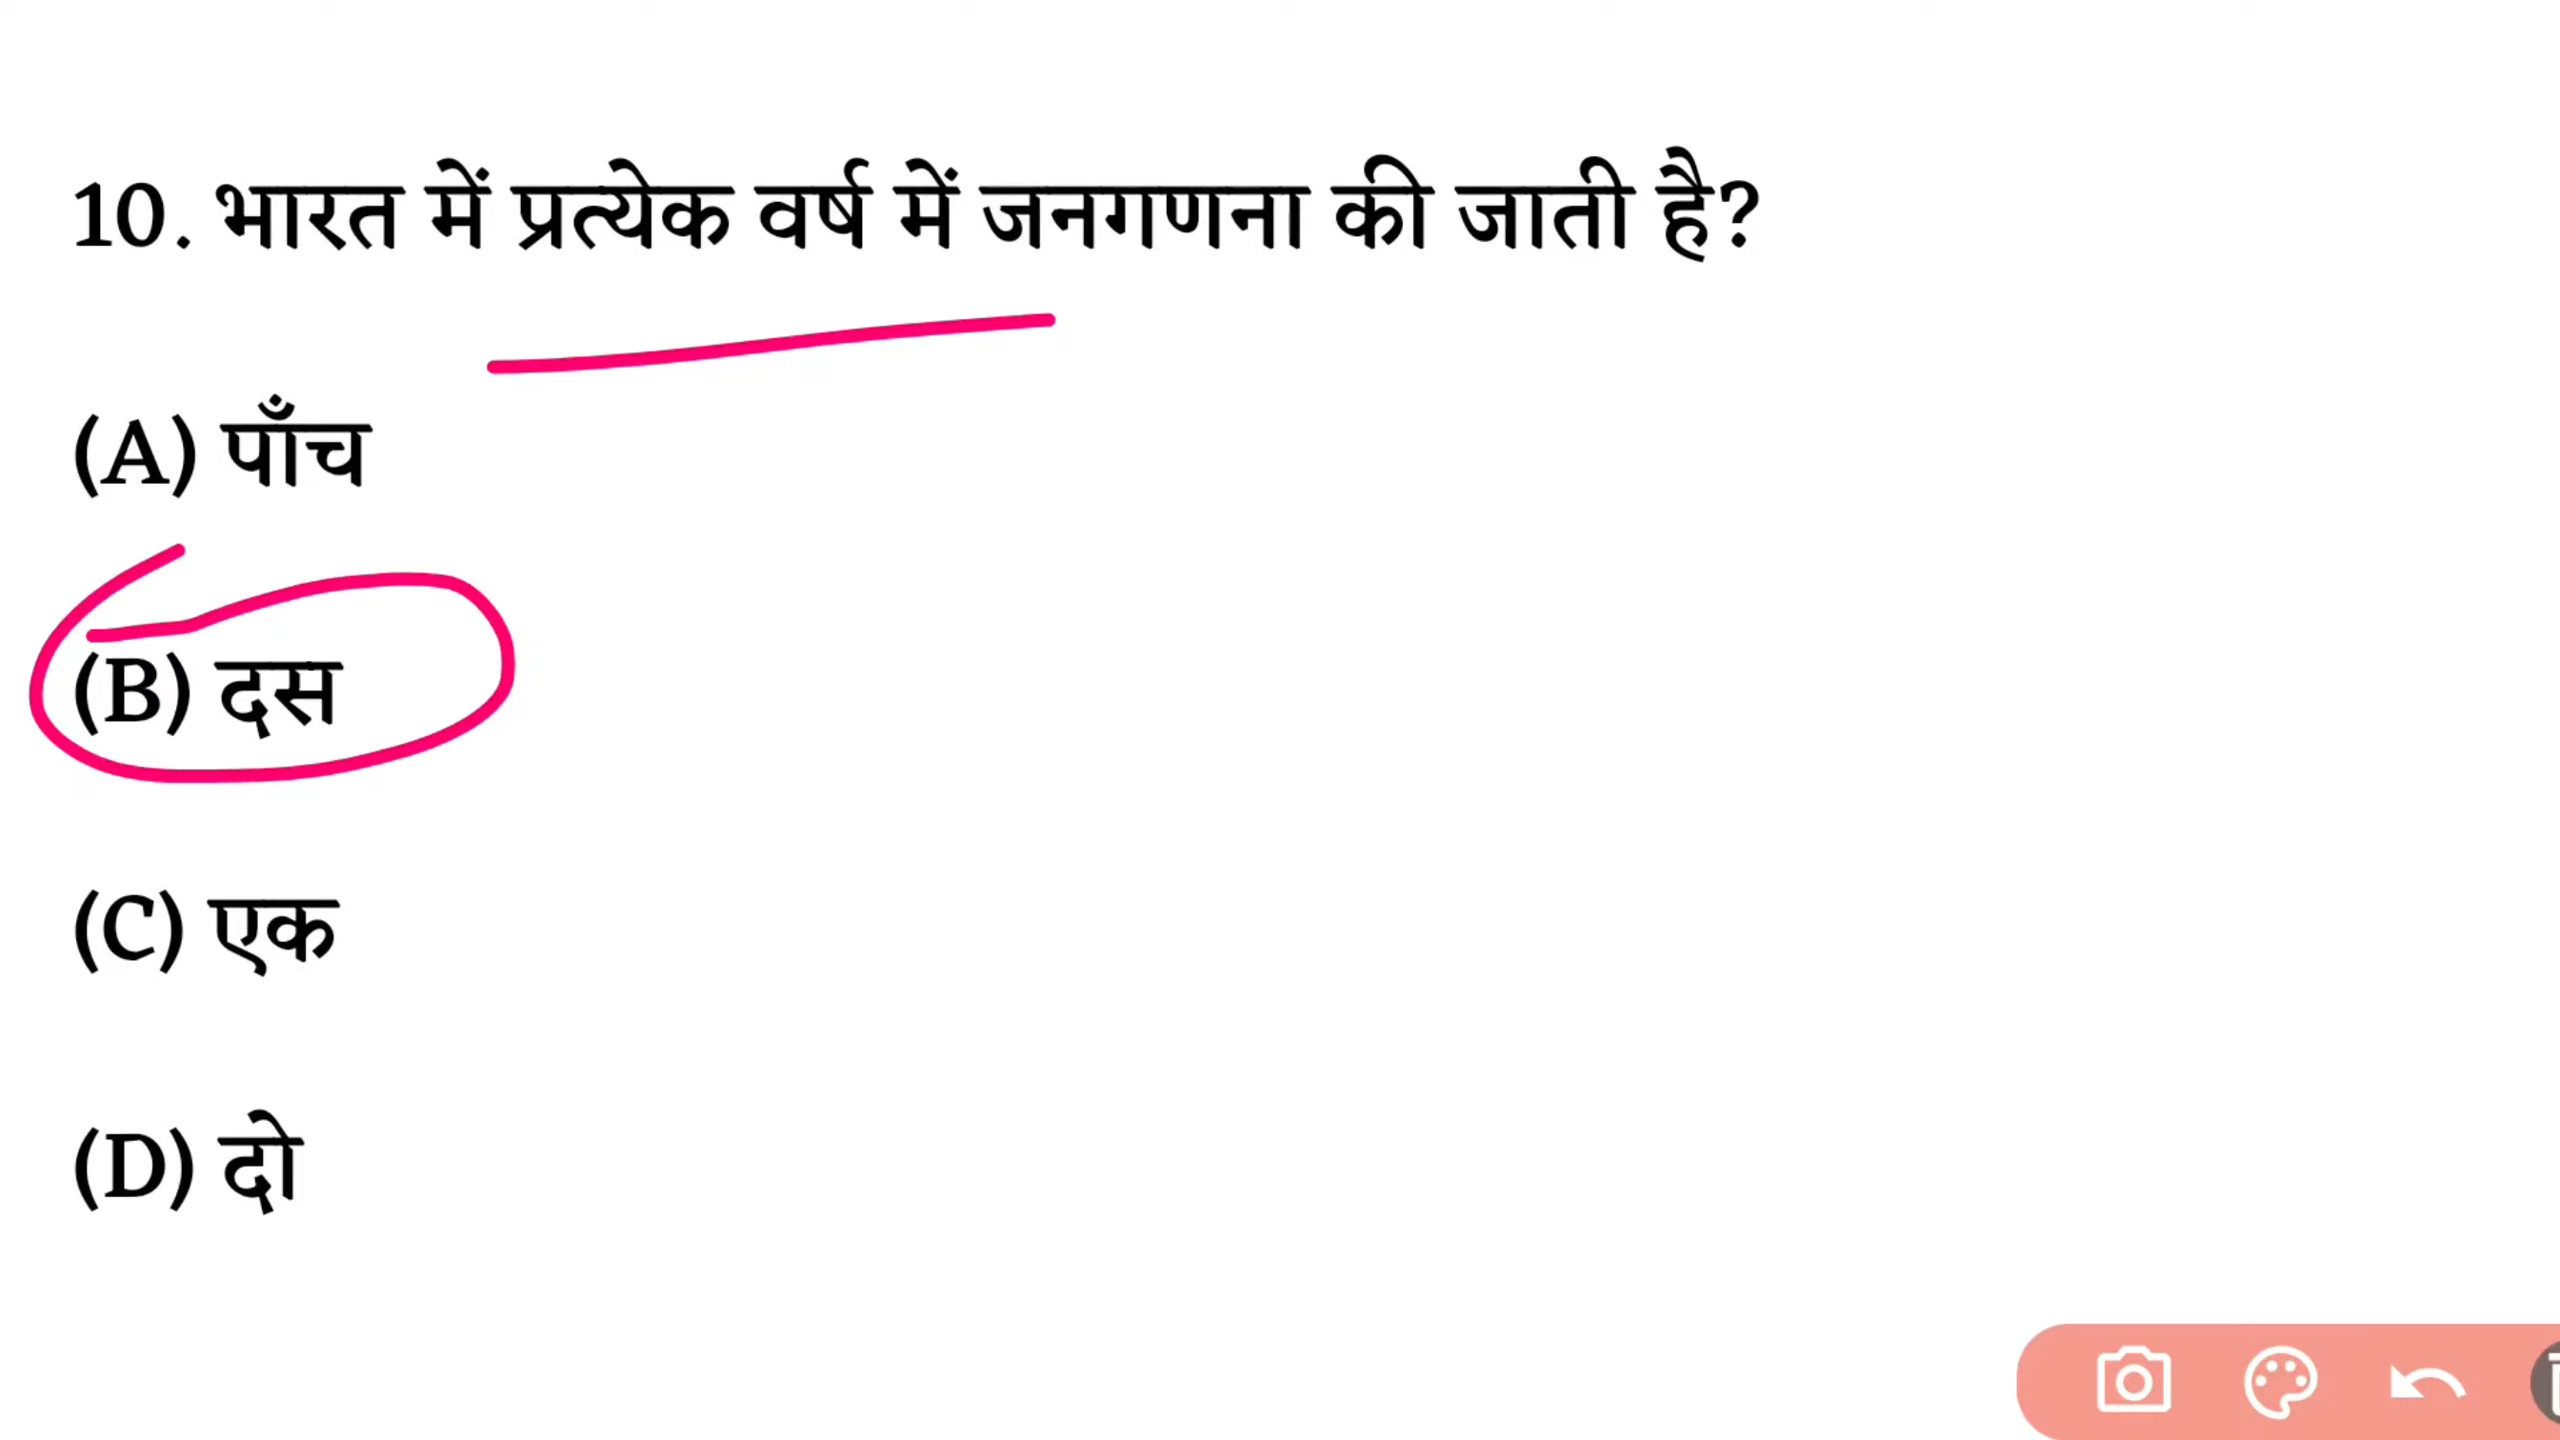 10. भारत में प्रत्येक वर्ष में जनगणना की जाती है?
(A) पाँच
(B) दस
(C) एक
(D) दो